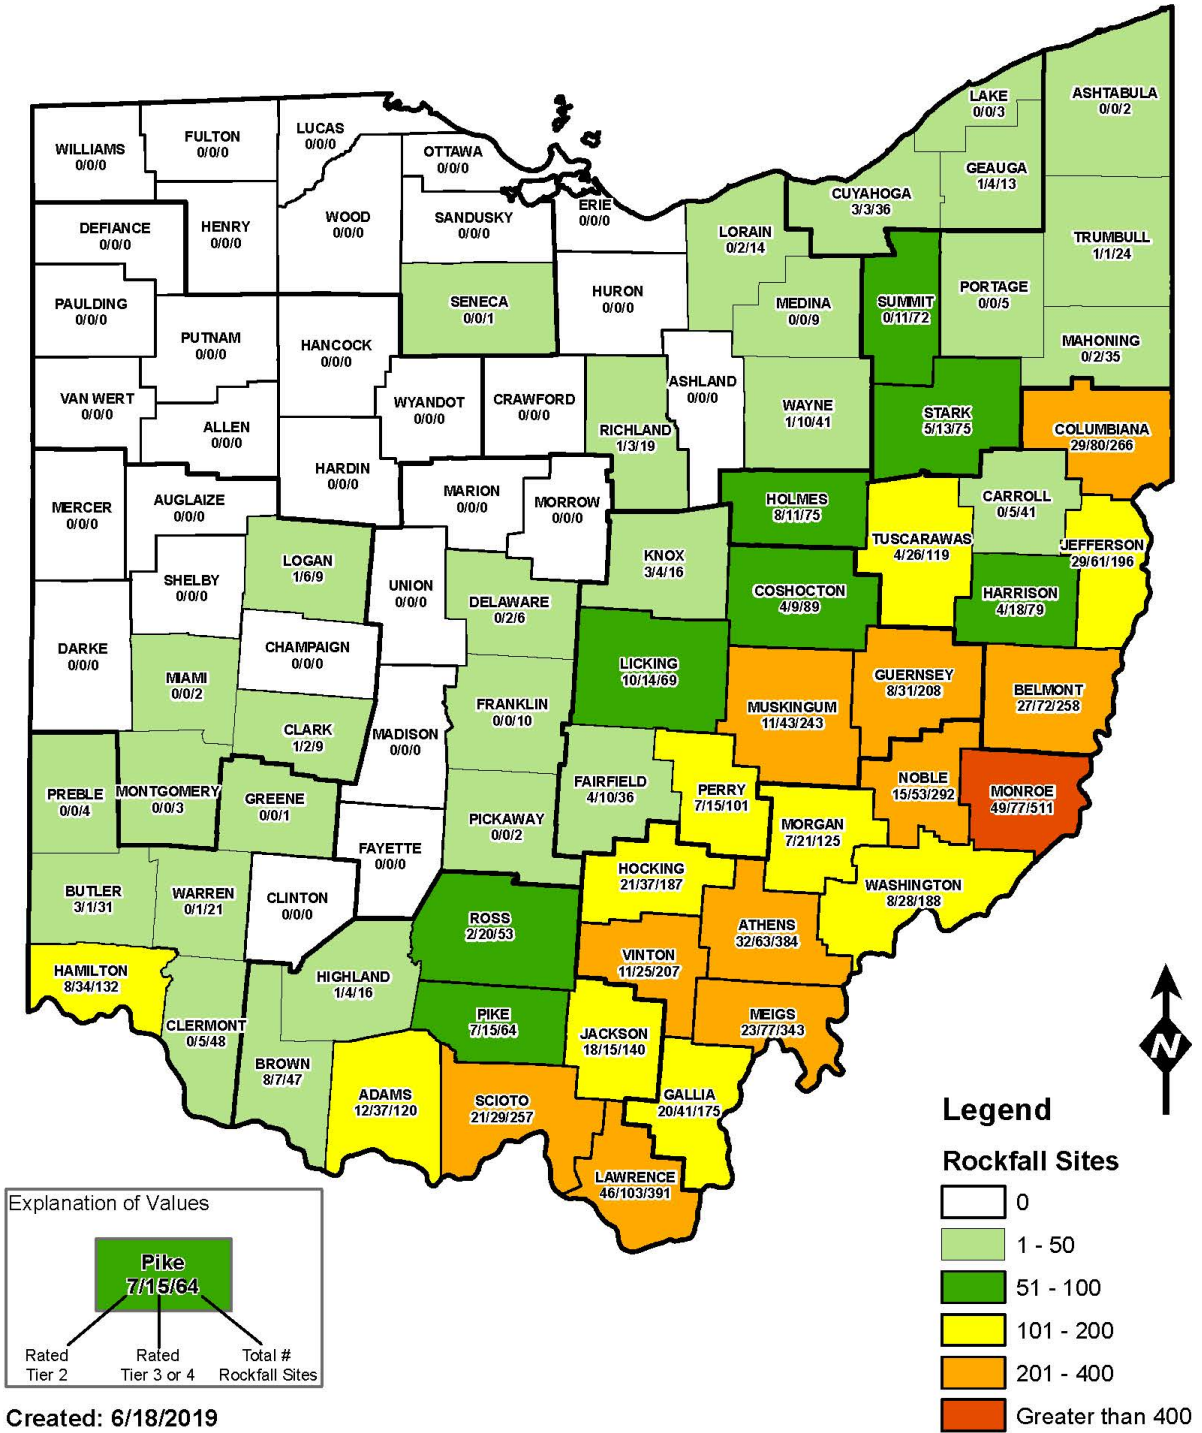 LAKE
0/0/3
ASHTABULA
0/0/2
WILLIAMS
0/0/0
FULTON
0/0/0
LUCAS
0/0/0
OTTAWA
0/0/0
GEAUGA
1/4/13
CUYAHOGA
3/3/36
ERIE
0/0/0
DEFIANCE
0/0/0
HENRY
0/0/0
WOOD
0/0/0
SANDUSKY
0/0/0
LORAIN
0/2/14
TRUMBULL
1/1/24
PAULDING
0/0/0
SENECA
0/0/1
HURON
0/0/0
MEDINA
0/0/9
SUMMIT
0/11/72
PORTAGE
0/0/5
PUTNAM
0/0/0
HANCOCK
0/0/0
MAHONING
0/2/35
VAN WERT
0/0/0
ALLEN
0/0/0
WYANDOT
0/0/0
CRAWFORD
0/0/0
ASHLAND
0/0/0
RICHLAND
1/3/19
WAYNE
1/10/41
STARK
5/13/75
COLUMBIANA
29/80/266
HARDIN
0/0/0
MERCER
0/0/0
AUGLAIZE
0/0/0
MARION
0/0/0
MORROW
0/0/0
HOLMES
8/11/75
CARROLL
0/5/41
TUSCARAWAS
4/26/119
JEFFERSON
29/61/196
LOGAN
1/6/9
KNOX
3/4/16
SHELBY
0/0/0
UNION
0/0/0
DELAWARE
0/2/6
COSHOCTON
4/9/89
HARRISON
4/18/79
DARKE
0/0/0
CHAMPAIGN
0/0/0
LICKING
10/14/69
MIAMI
0/0/2
GUERNSEY
8/31/208
BELMONT
27/72/258
FRANKLIN
0/0/10
MUSKINGUM
11/43/243
CLARK
1/2/9
MADISON
0/0/0
PREBLE
0/0/4
MONTGOMERY
0/0/3
GREENE
0/0/1
FAIRFIELD
4/10/36
PERRY
7/15/101
NOBLE
15/53/292
MONROE
49/77/511
PICKAWAY
0/0/2
MORGAN
7/21/125
FAYETTE
0/0/0
HOCKING
21/37/187
BUTLER
3/1/31
WARREN
0/1/21
CLINTON
0/0/0
WASHINGTON
8/28/188
ROSS
2/20/53
ATHENS
32/63/384
VINTON
11/25/207
HAMILTON
8/34/132
HIGHLAND
1/4/16
PIKE
7/15/64
MEIGS
23/77/343
CLERMONT
0/5/48
JACKSON
18/15/140
BROWN
8/7/47
ADAMS
12/37/120
SCIOTO
21/29/257
GALLIA
20/41/175
LAWRENCE
46/103/391
N
Legend
Rockfall Sites
0
1 - 50
51 - 100
101 - 200
201 - 400
Greater than 400
Explanation of Values
Pike
7/15/64
Rated
Tier 2
Rated
Tier 3 or 4
Total #
Rockfall Sites
Created: 6/18/2019